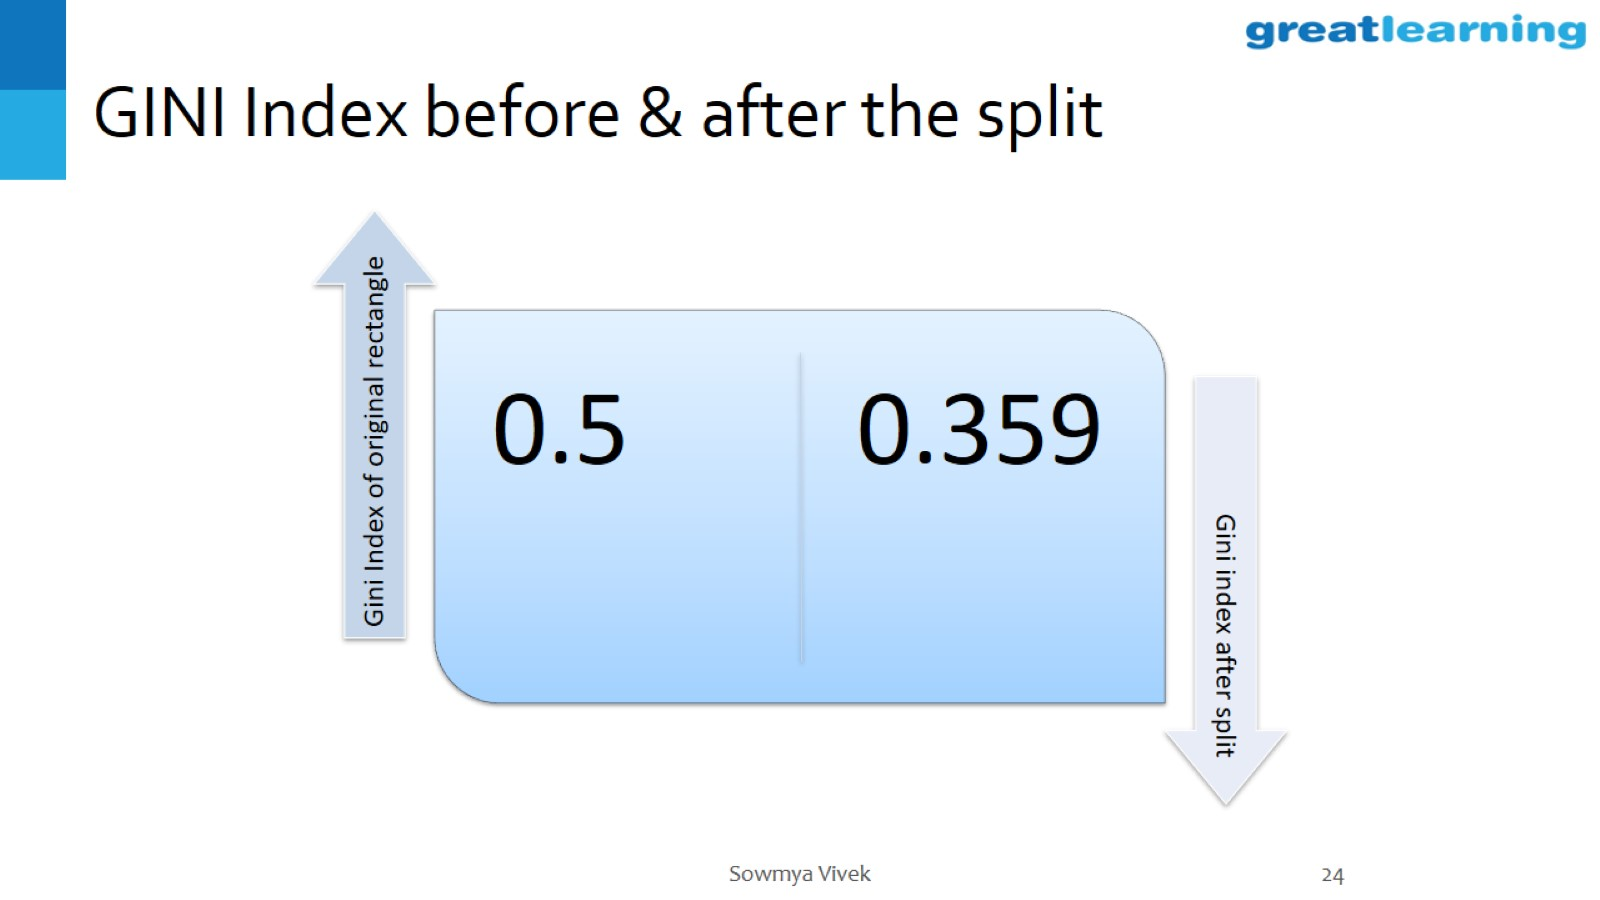 greatlearning
GINI Index before & after the split
Gini Index of original rectangle
0.5
0.359
Gini index after split
Sowmya Vivek
24